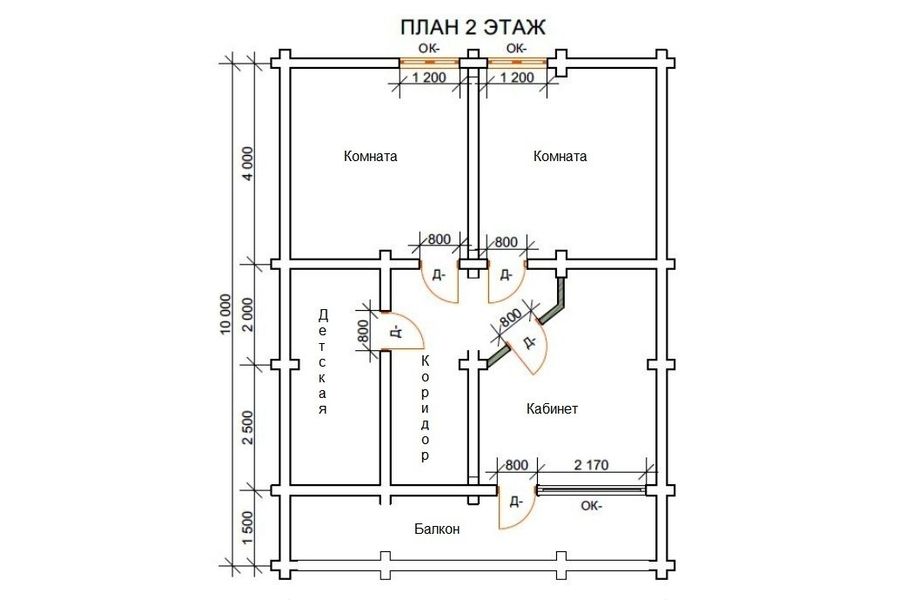 ПЛАН 2 ЭТАЖ
ОК- ОК-
1 200 1 200
4 000
Комната Комната
800 800
Д- Д-
10 000
2 000
Детская
800
Д-
800
Д-
Коридор
Кабинет
2 500
800 2 170
Д-
ОК-
1 500
Балкон